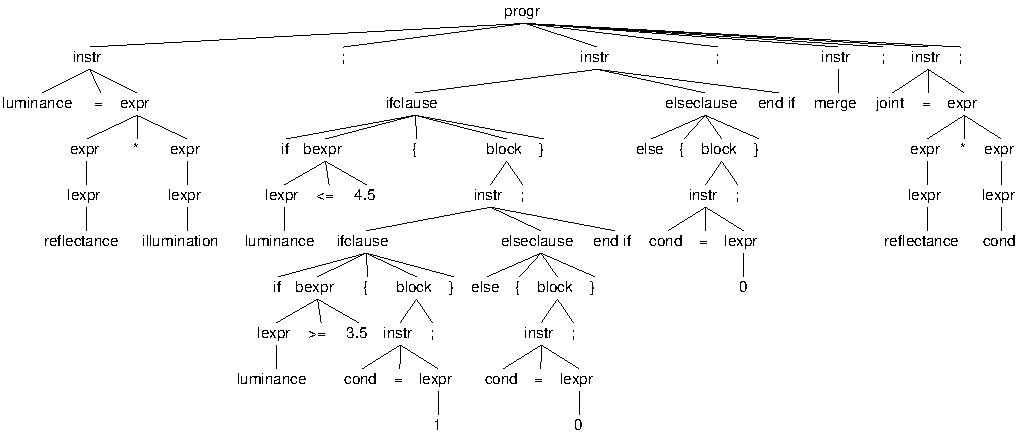 progr
instr ; instr ; instr ; instr ;
luminance = expr ifclause elseclause end if merge joint = expr
expr * expr if bexpr { block } else { block } expr * expr
lexpr lexpr lexpr <= 4.5 instr ; instr ; lexpr lexpr
reflectance illumination luminance ifclause elseclause end if cond = lexpr reflectance cond
if bexpr { block } else { block } 0
lexpr >= 3.5 instr ; instr ;
luminance cond = lexpr cond = lexpr
1 0